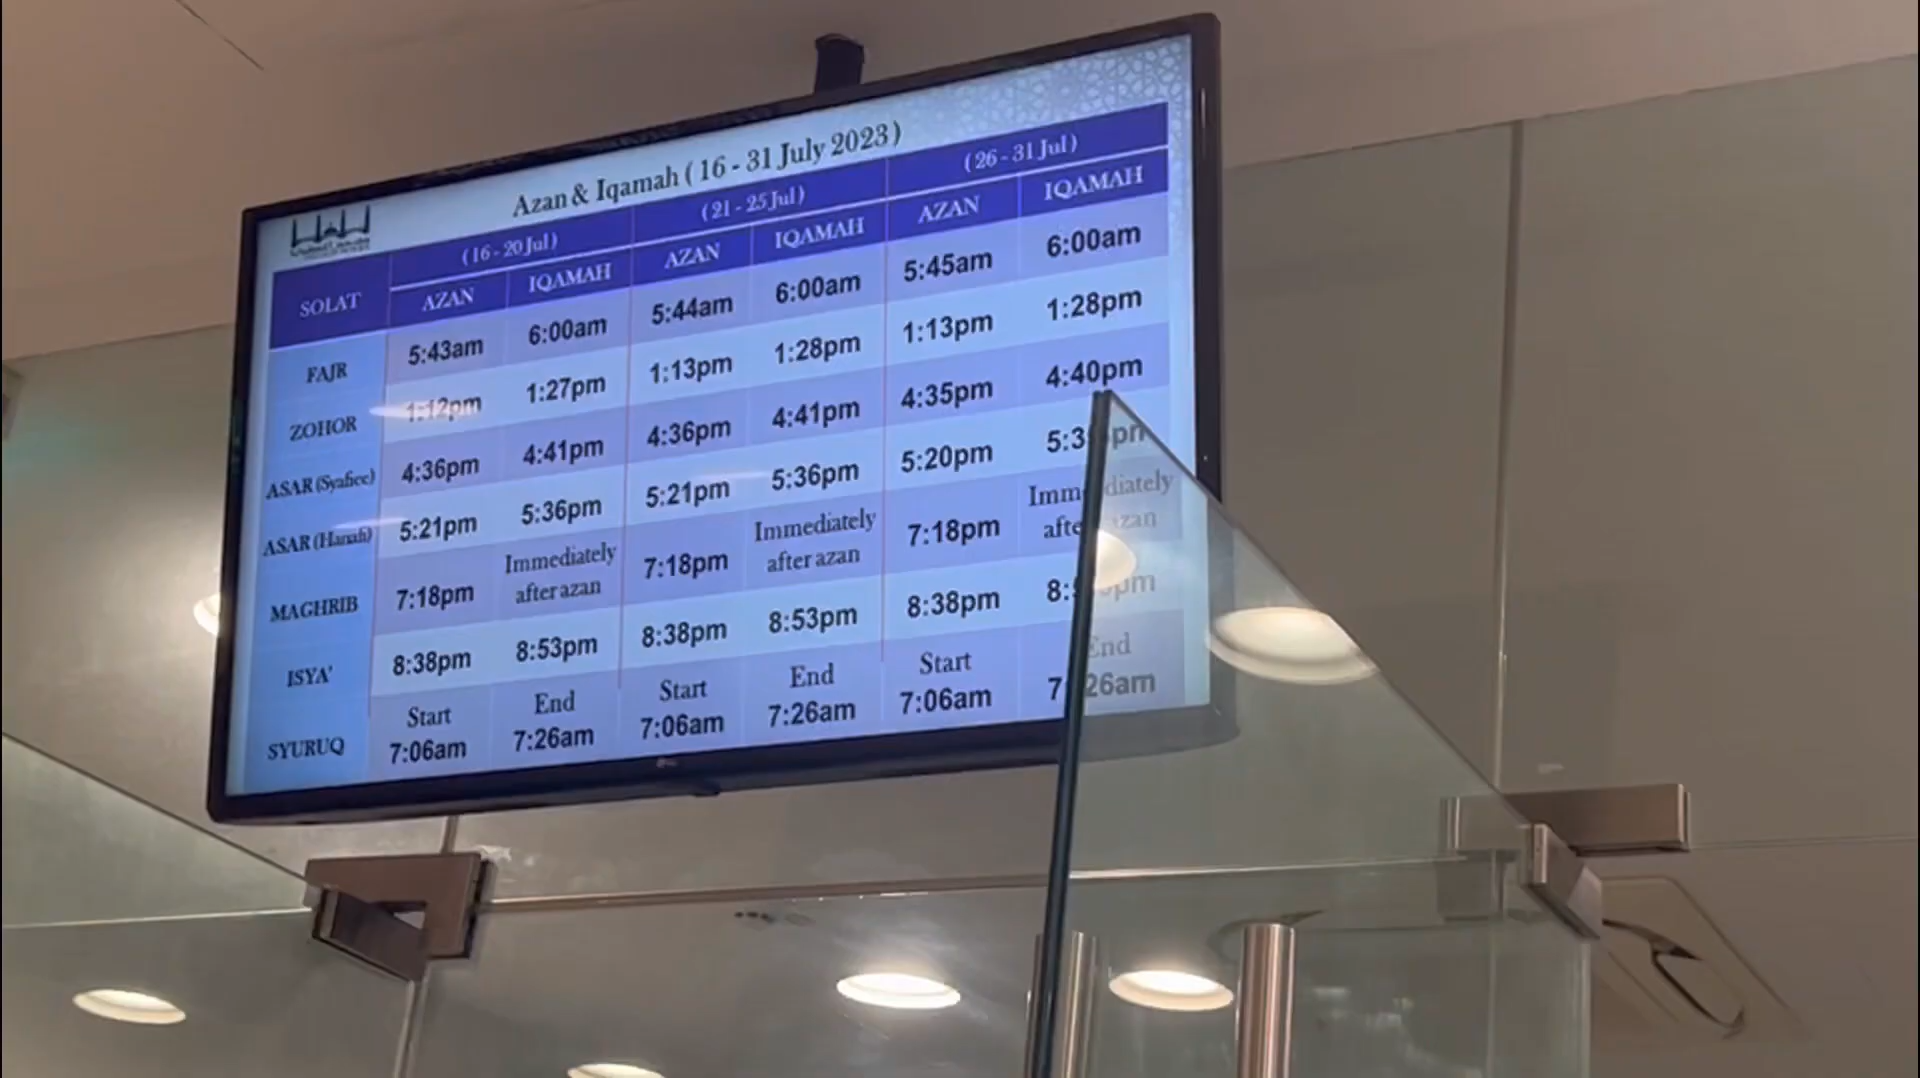 Azan & Iqamah ( 16 - 31 July 2023 )
SOLAT ( 16 - 20 Jul ) ( 21 - 25 Jul ) ( 26 - 31 Jul )
AZAN IQAMAH AZAN IQAMAH AZAN IQAMAH
FAJR 5:43am 6:00am 5:44am 6:00am 5:45am 6:00am
ZOHOR 1:12pm 1:27pm 1:13pm 1:28pm 1:13pm 1:28pm
ASAR (Syafiee) 4:36pm 4:41pm 4:36pm 4:41pm 4:35pm 4:40pm
ASAR (Hanafi) 5:21pm 5:36pm 5:21pm 5:36pm 5:20pm
MAGHRIB 7:18pm Immediately after azan 7:18pm Immediately after azan 7:18pm Immediately after azan
ISYA' 8:38pm 8:53pm 8:38pm 8:53pm 8:38pm
SYURUQ Start 7:06am End 7:26am Start 7:06am End 7:26am Start 7:06am End 7:26am
LG